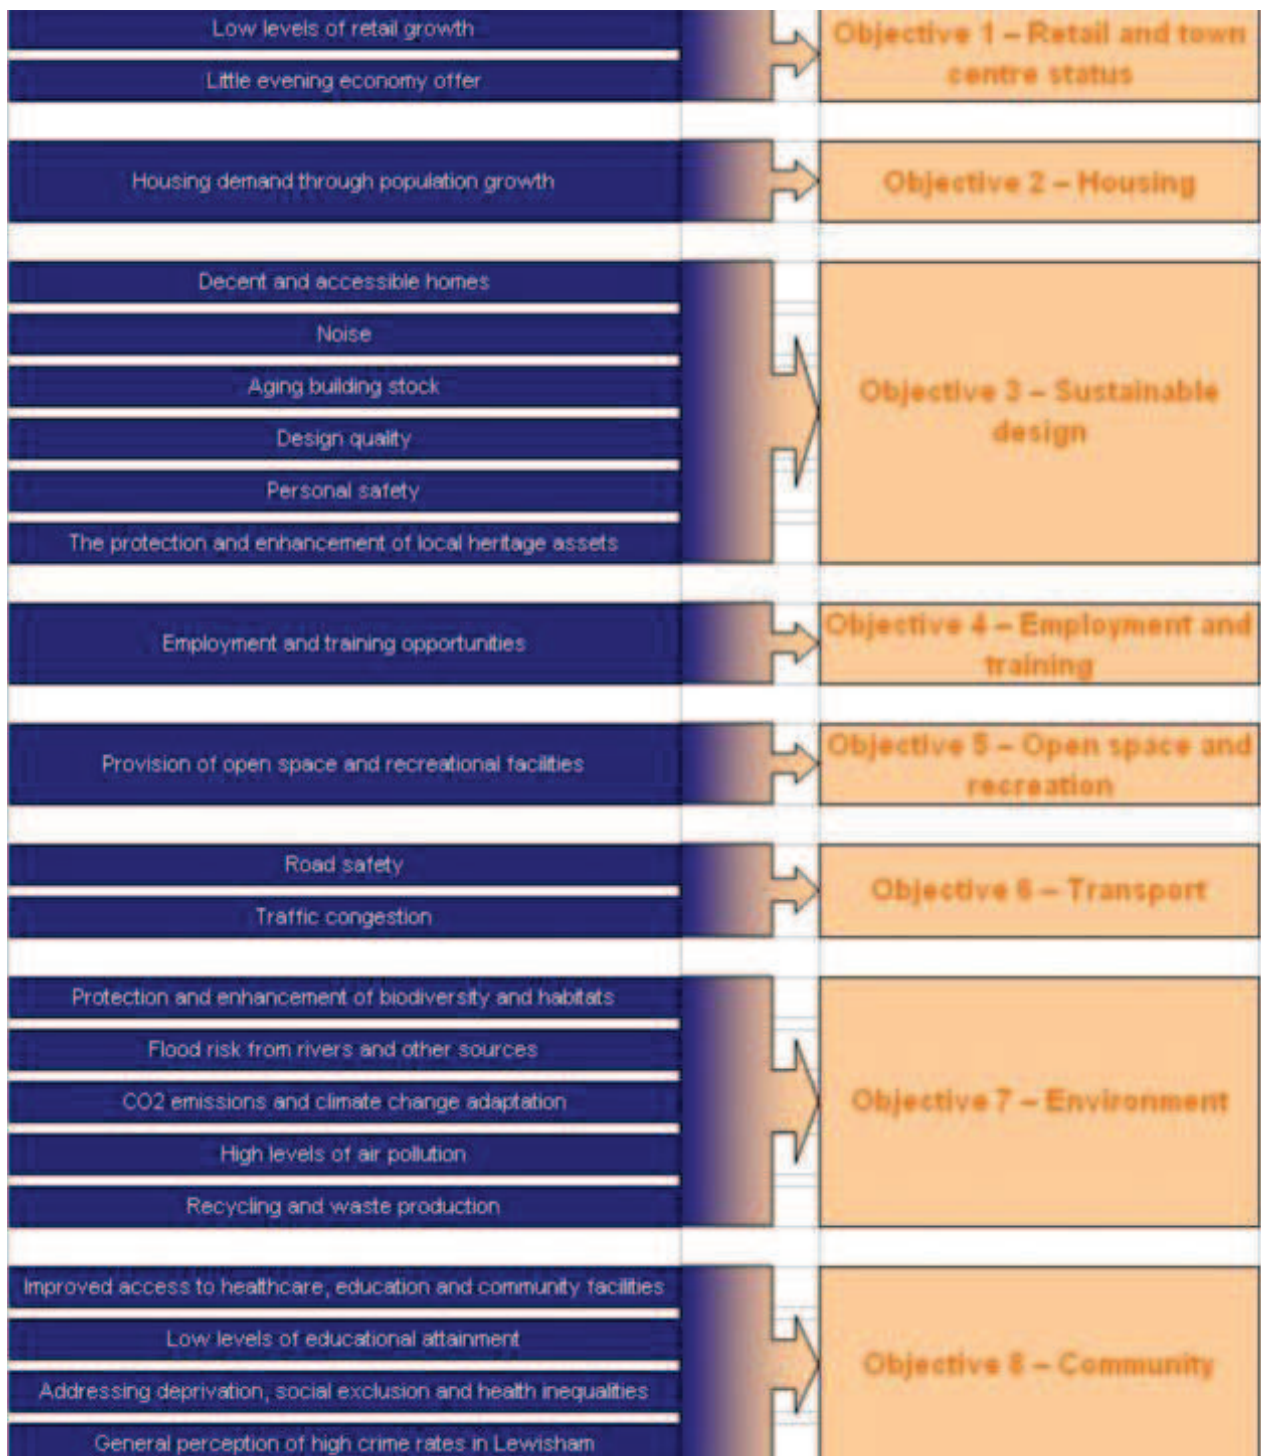 Low levels of retail growth
Little evening economy offer
Objective 1 – Retail and town
centre status
Housing demand through population growth
Objective 2 – Housing
Decent and accessible homes
Noise
Aging building stock
Design quality
Personal safety
The protection and enhancement of local heritage assets
Objective 3 – Sustainable
design
Employment and training opportunities
Objective 4 – Employment and
training
Provision of open space and recreational facilities
Objective 5 – Open space and
recreation
Road safety
Traffic congestion
Objective 6 – Transport
Protection and enhancement of biodiversity and habitats
Flood risk from rivers and other sources
CO2 emissions and climate change adaptation
High levels of air pollution
Recycling and waste production
Objective 7 – Environment
Improved access to healthcare, education and community facilities
Low levels of educational attainment
Addressing deprivation, social exclusion and health inequalities
General perception of high crime rates in Lewisham
Objective 8 – Community